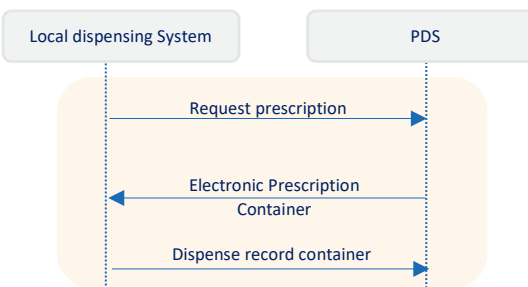 Local dispensing System
PDS
Request prescription
Electronic Prescription
Container
Dispense record container